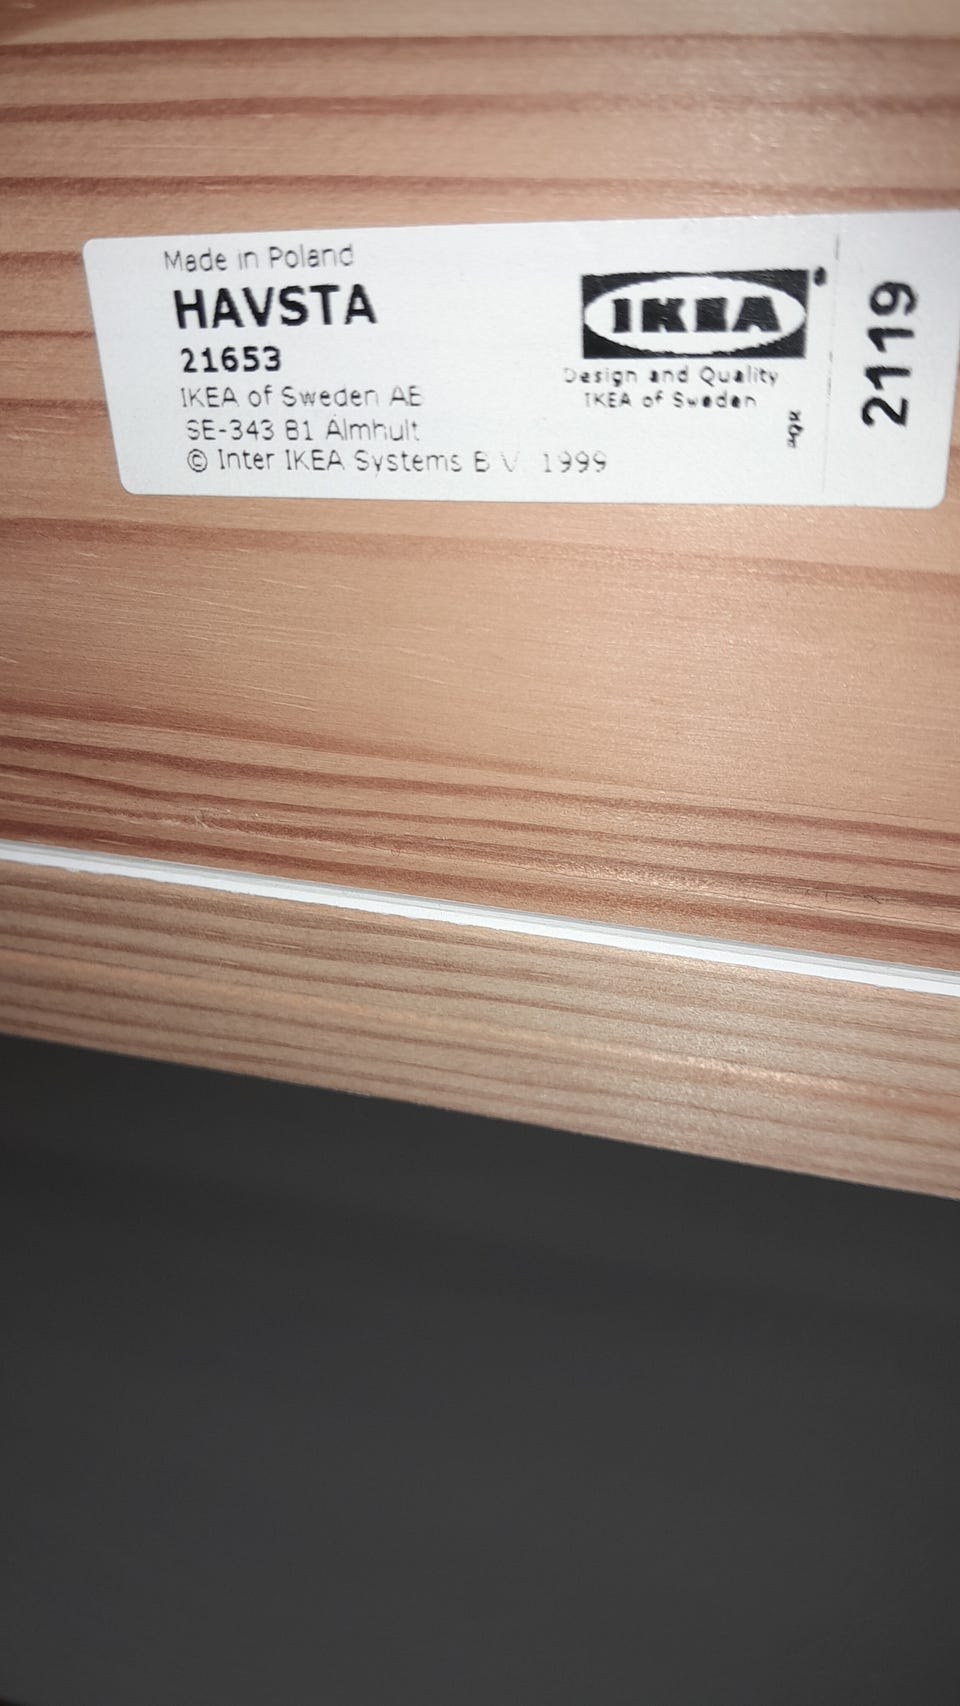 Made in Poland
HAVSTA
21653
IKEA of Sweden AB
SE-343 81 Älmhult
© Inter IKEA Systems B.V. 1999
IKEA®
Design and Quality
IKEA of Sweden
2119